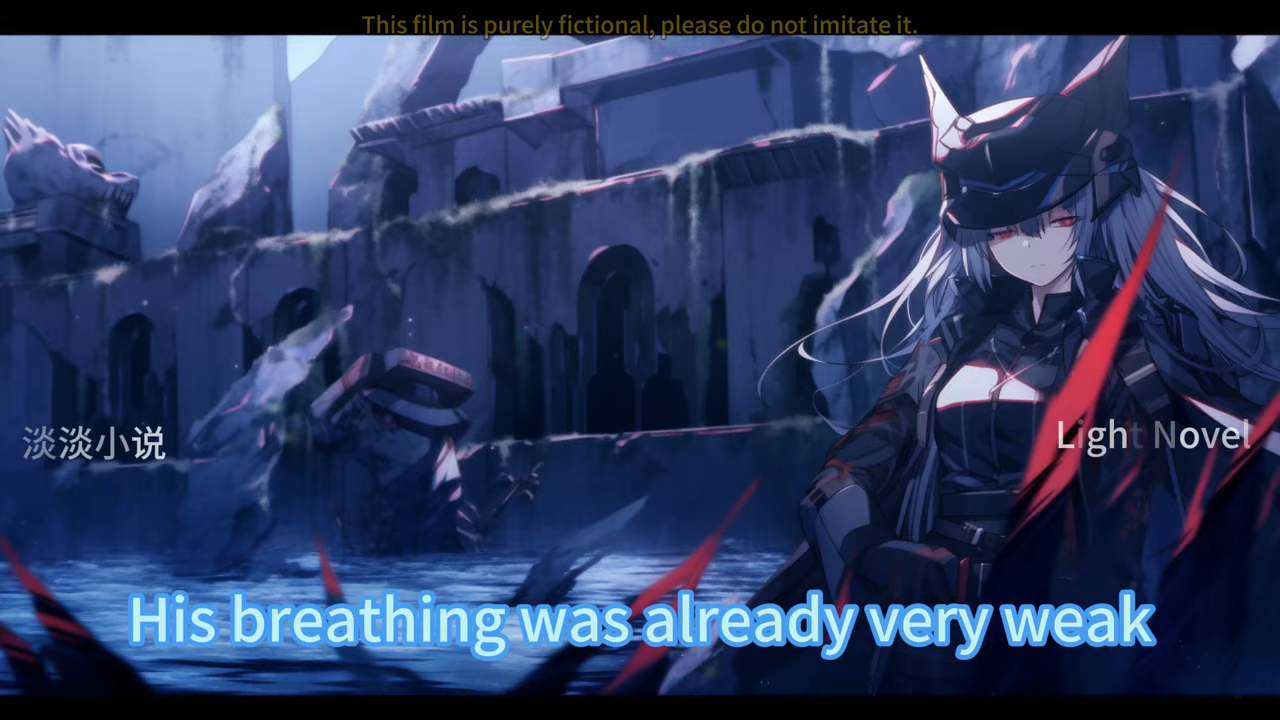 This film is purely fictional, please do not imitate it.
淡淡小说
Light Novel
His breathing was already very weak